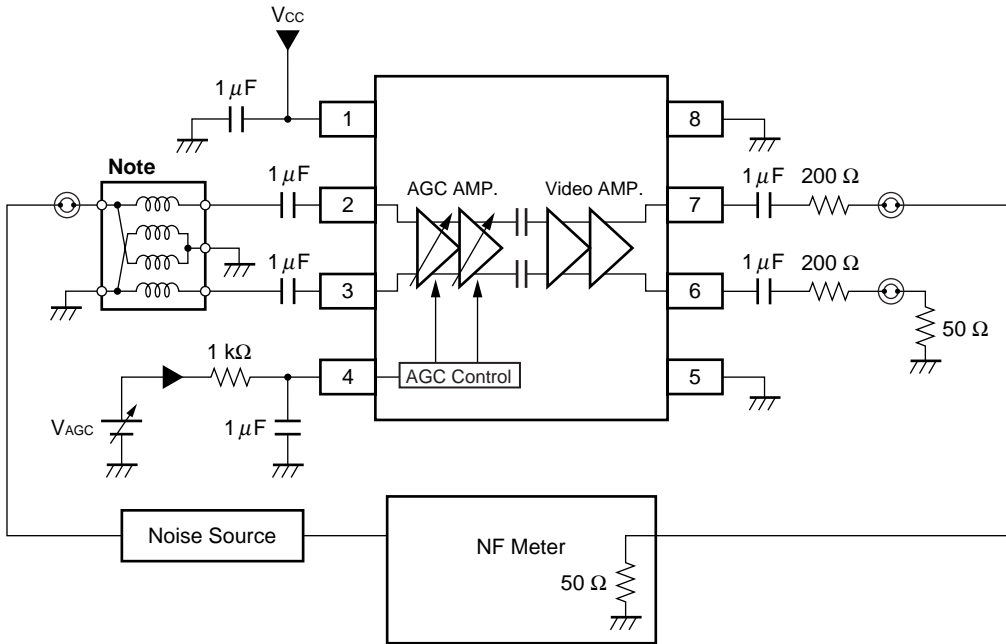 VCC
1 μF
1
8
Note
1 μF
2
AGC AMP.
Video AMP.
7
1 μF
200 Ω
1 μF
3
6
1 μF
200 Ω
50 Ω
1 kΩ
4
AGC Control
5
VAGC
1 μF
Noise Source
NF Meter
50 Ω